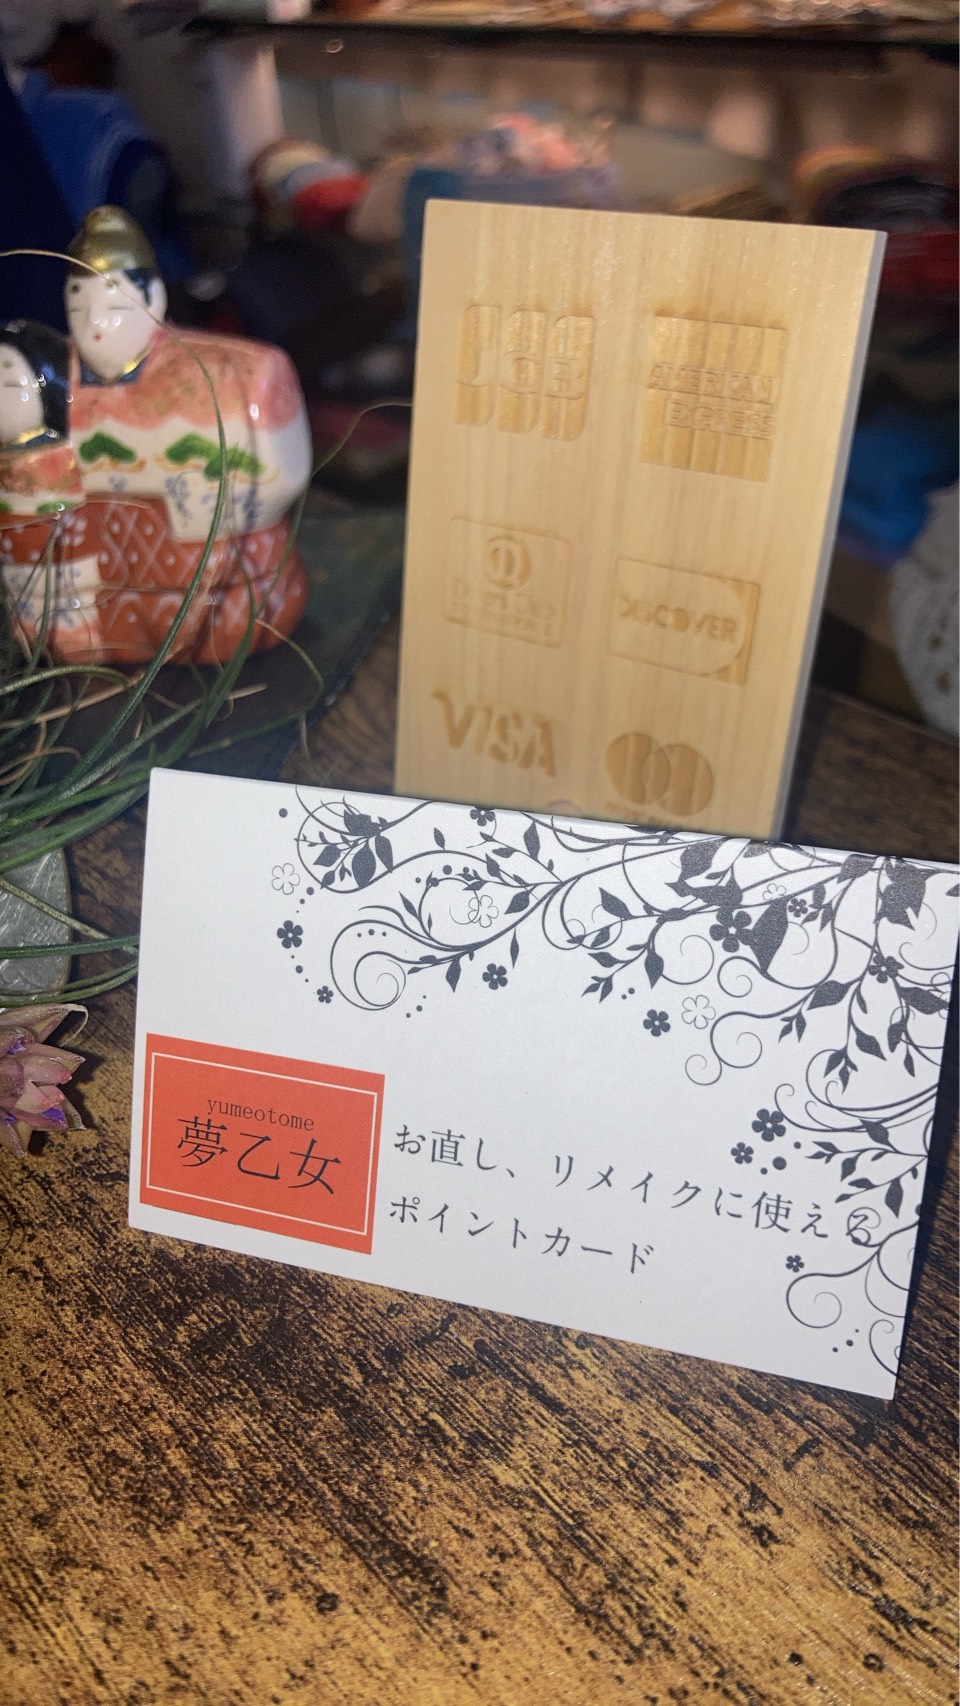 JCB
AMERICAN
EXPRESS
DISCOVER
VISA
yumeotome
夢乙女
お直し、リメイクに使える
ポイントカード